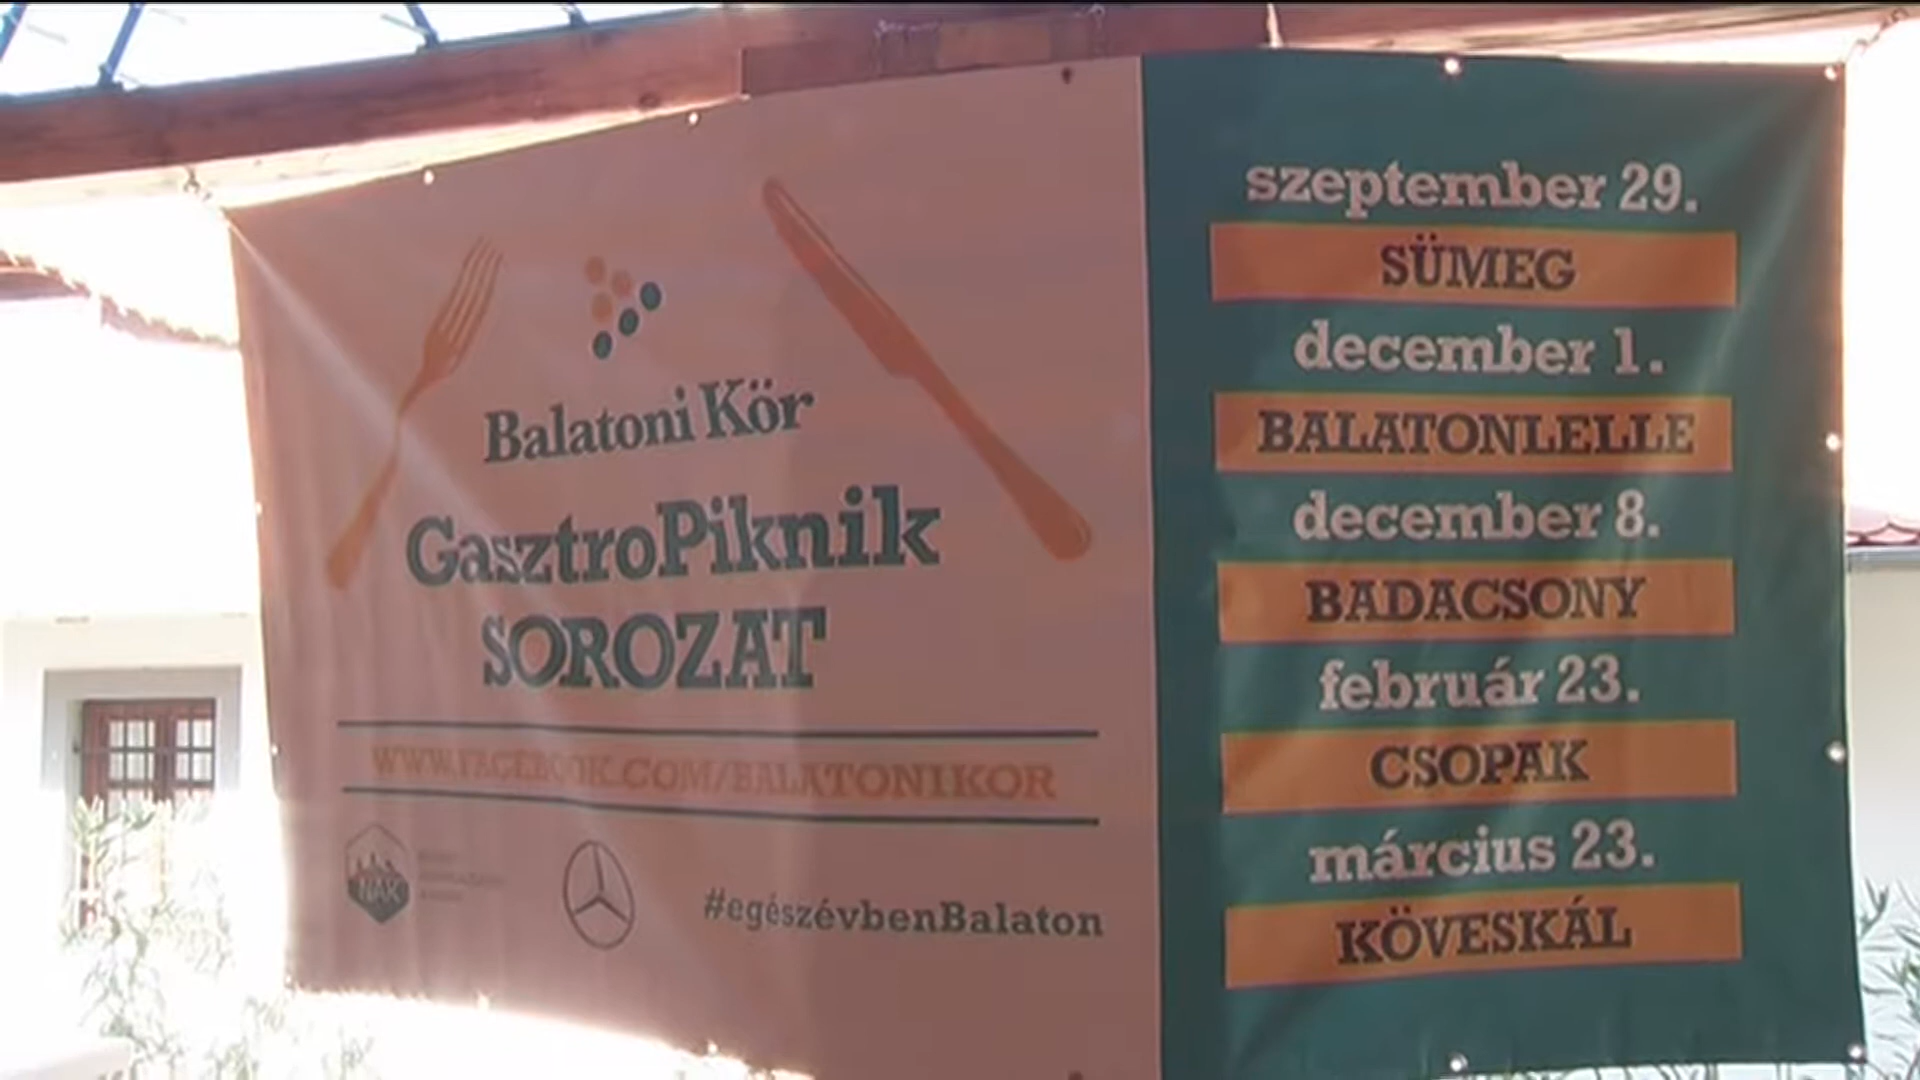 Balatoni Kör
GasztroPiknik
SOROZAT
WWW.FACEBOOK.COM/BALATONIKOR
NAK
#egészévbenBalaton
szeptember 29.
SÜMEG
december 1.
BALATONLELLE
december 8.
BADACSONY
február 23.
CSOPAK
március 23.
KÖVESKÁL